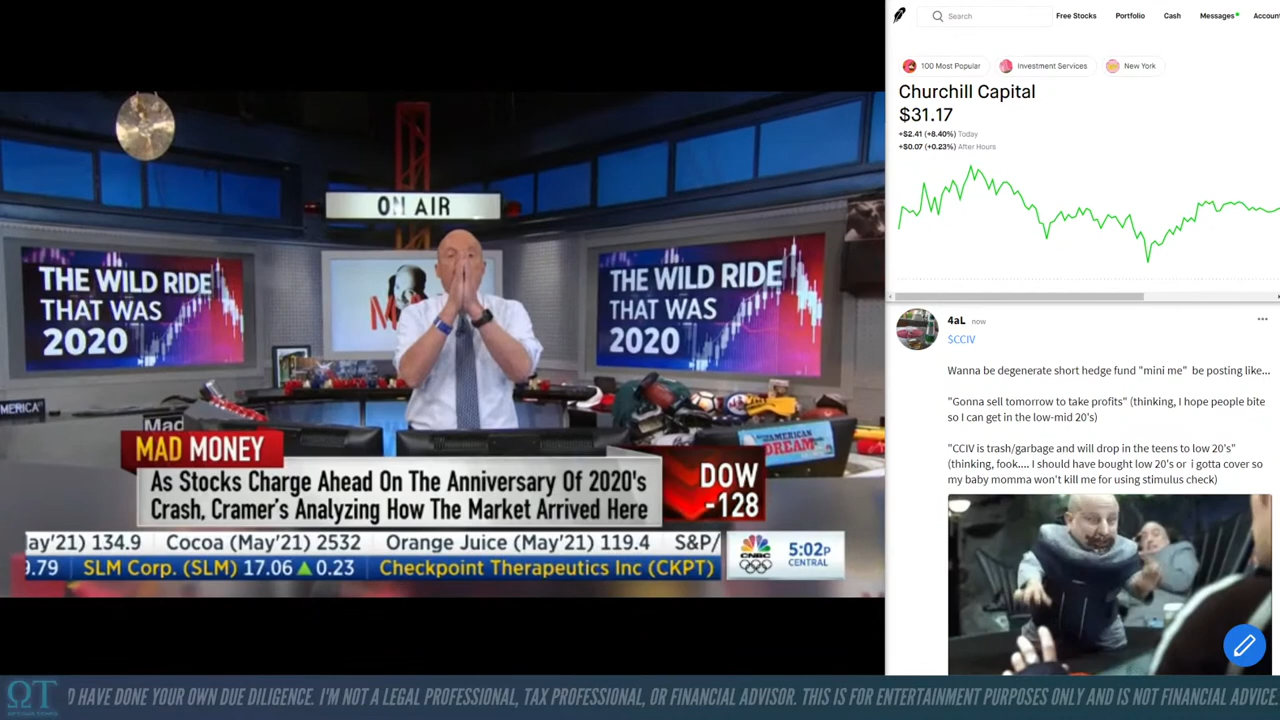 ON AIR
THE WILD RIDE
THAT WAS
2020
THE WILD RIDE
THAT WAS
2020
AMERICA
Mad
AMERICAN
DREAM
MAD MONEY
As Stocks Charge Ahead On The Anniversary Of 2020's
Crash, Cramer's Analyzing How The Market Arrived Here
DOW
-128
ay'21) 134.9 Cocoa (May'21) 2532 Orange Juice (May'21) 119.4 S&P/
9.79 SLM Corp. (SLM) 17.06 ▲ 0.23 Checkpoint Therapeutics Inc (CKPT)
CNBC
5:02P
CENTRAL
Search
Free Stocks
Portfolio
Cash
Messages
Accoun
100 Most Popular
Investment Services
New York
Churchill Capital
$31.17
+$2.41 (+8.40%) Today
+$0.07 (+0.23%) After Hours
4aL now
$CCIV
Wanna be degenerate short hedge fund "mini me" be posting like...
"Gonna sell tomorrow to take profits" (thinking, I hope people bite
so I can get in the low-mid 20's)
"CCIV is trash/garbage and will drop in the teens to low 20's"
(thinking, fook.... I should have bought low 20's or i gotta cover so
my baby momma won't kill me for using stimulus check)
ΩT
D HAVE DONE YOUR OWN DUE DILIGENCE. I'M NOT A LEGAL PROFESSIONAL, TAX PROFESSIONAL, OR FINANCIAL ADVISOR. THIS IS FOR ENTERTAINMENT PURPOSES ONLY AND IS NOT FINANCIAL ADVICE.